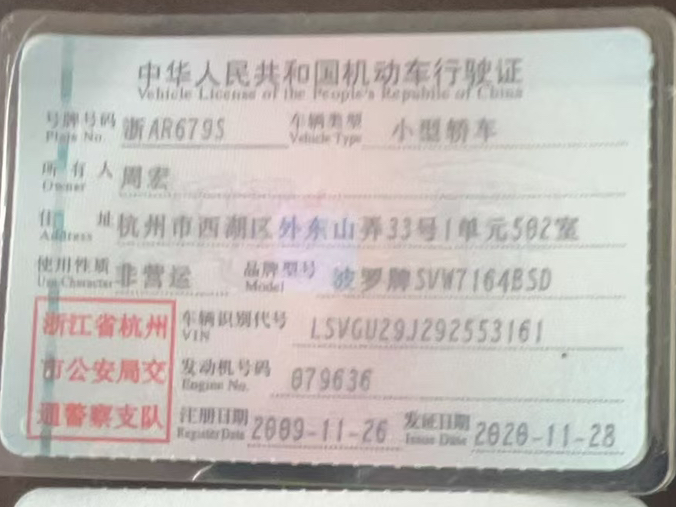 中华人民共和国机动车行驶证
Vehicle License of the People's Republic of China
号牌号码 浙AR679S 车辆类型 小型轿车
Plate No. Vehicle Type
所有人 周宏
Owner
住址 杭州市西湖区外东山弄33号1单元502室
Address
使用性质 非营运 品牌型号 波罗牌SVW7164BSD
Use Character Model
浙江省杭州 车辆识别代号 LSVGU29J292553161
VIN
市公安局交 发动机号码 079636
Engine No.
通警察支队 注册日期 2009-11-26 发证日期 2020-11-28
Register Date Issue Date